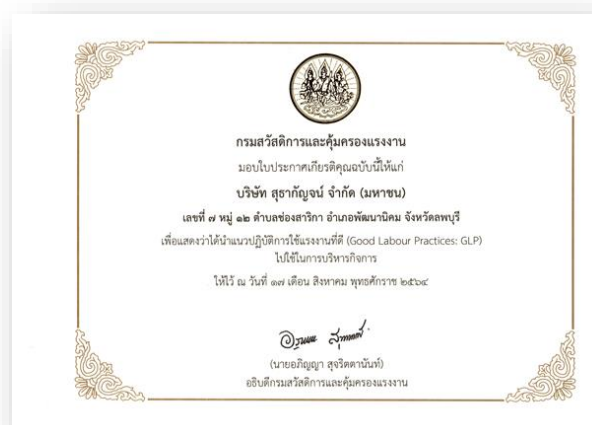 กรมสวัสดิการและคุ้มครองแรงงาน
มอบใบประกาศเกียรติคุณฉบับนี้ให้แก่
บริษัท สุธากัญจน์ จำกัด (มหาชน)
เลขที่ ๗ หมู่ ๑๒ ตำบลช่องสาริกา อำเภอพัฒนานิคม จังหวัดลพบุรี
เพื่อแสดงว่าได้นำแนวปฏิบัติการใช้แรงงานที่ดี (Good Labour Practices: GLP)
ไปใช้ในการบริหารกิจการ
ให้ไว้ ณ วันที่ ๑๗ เดือน สิงหาคม พุทธศักราช ๒๕๖๔
(นายอภิญญา สุจริตตานันท์)
อธิบดีกรมสวัสดิการและคุ้มครองแรงงาน